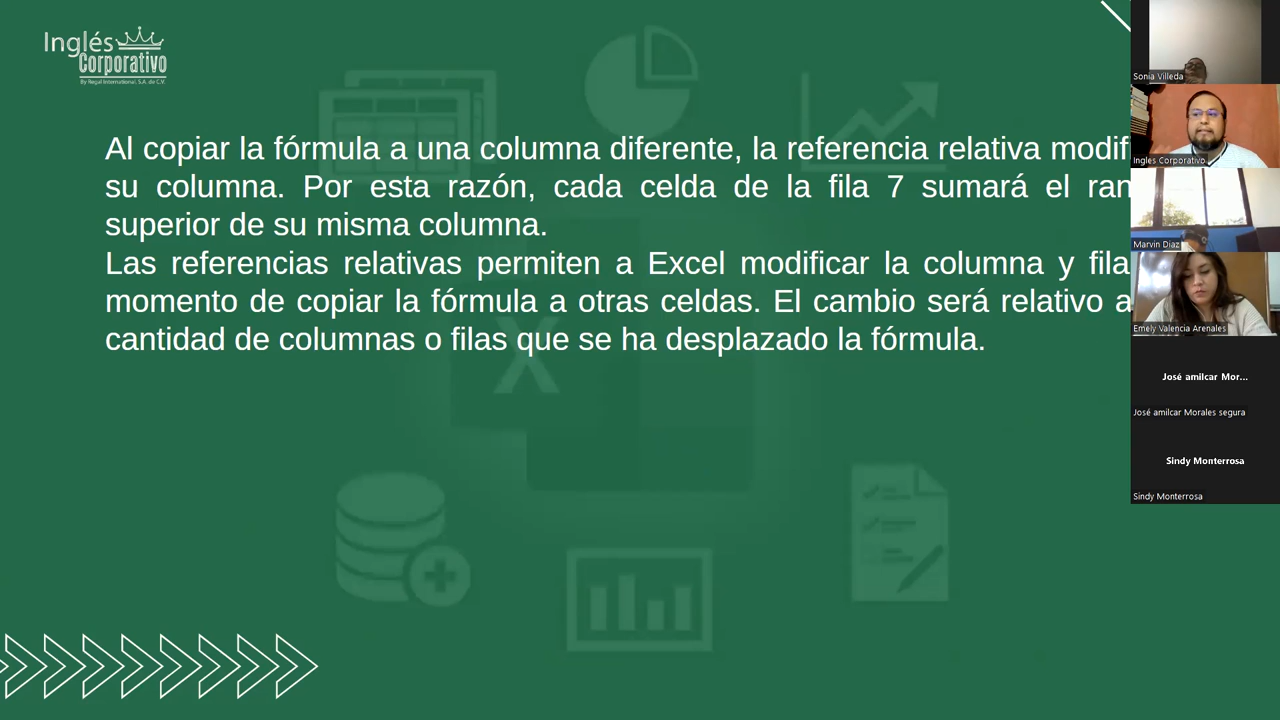 Inglés
Corporativo
By Regal International, S.A. de C.V.
Al copiar la fórmula a una columna diferente, la referencia relativa modif
su columna. Por esta razón, cada celda de la fila 7 sumará el ran
superior de su misma columna.
Las referencias relativas permiten a Excel modificar la columna y fila
momento de copiar la fórmula a otras celdas. El cambio será relativo a
cantidad de columnas o filas que se ha desplazado la fórmula.
X
Sonia Villeda
Ingles Corporativo
Marvin Diaz
Emely Valencia Arenales
José amilcar Mor...
José amilcar Morales segura
Sindy Monterrosa
Sindy Monterrosa